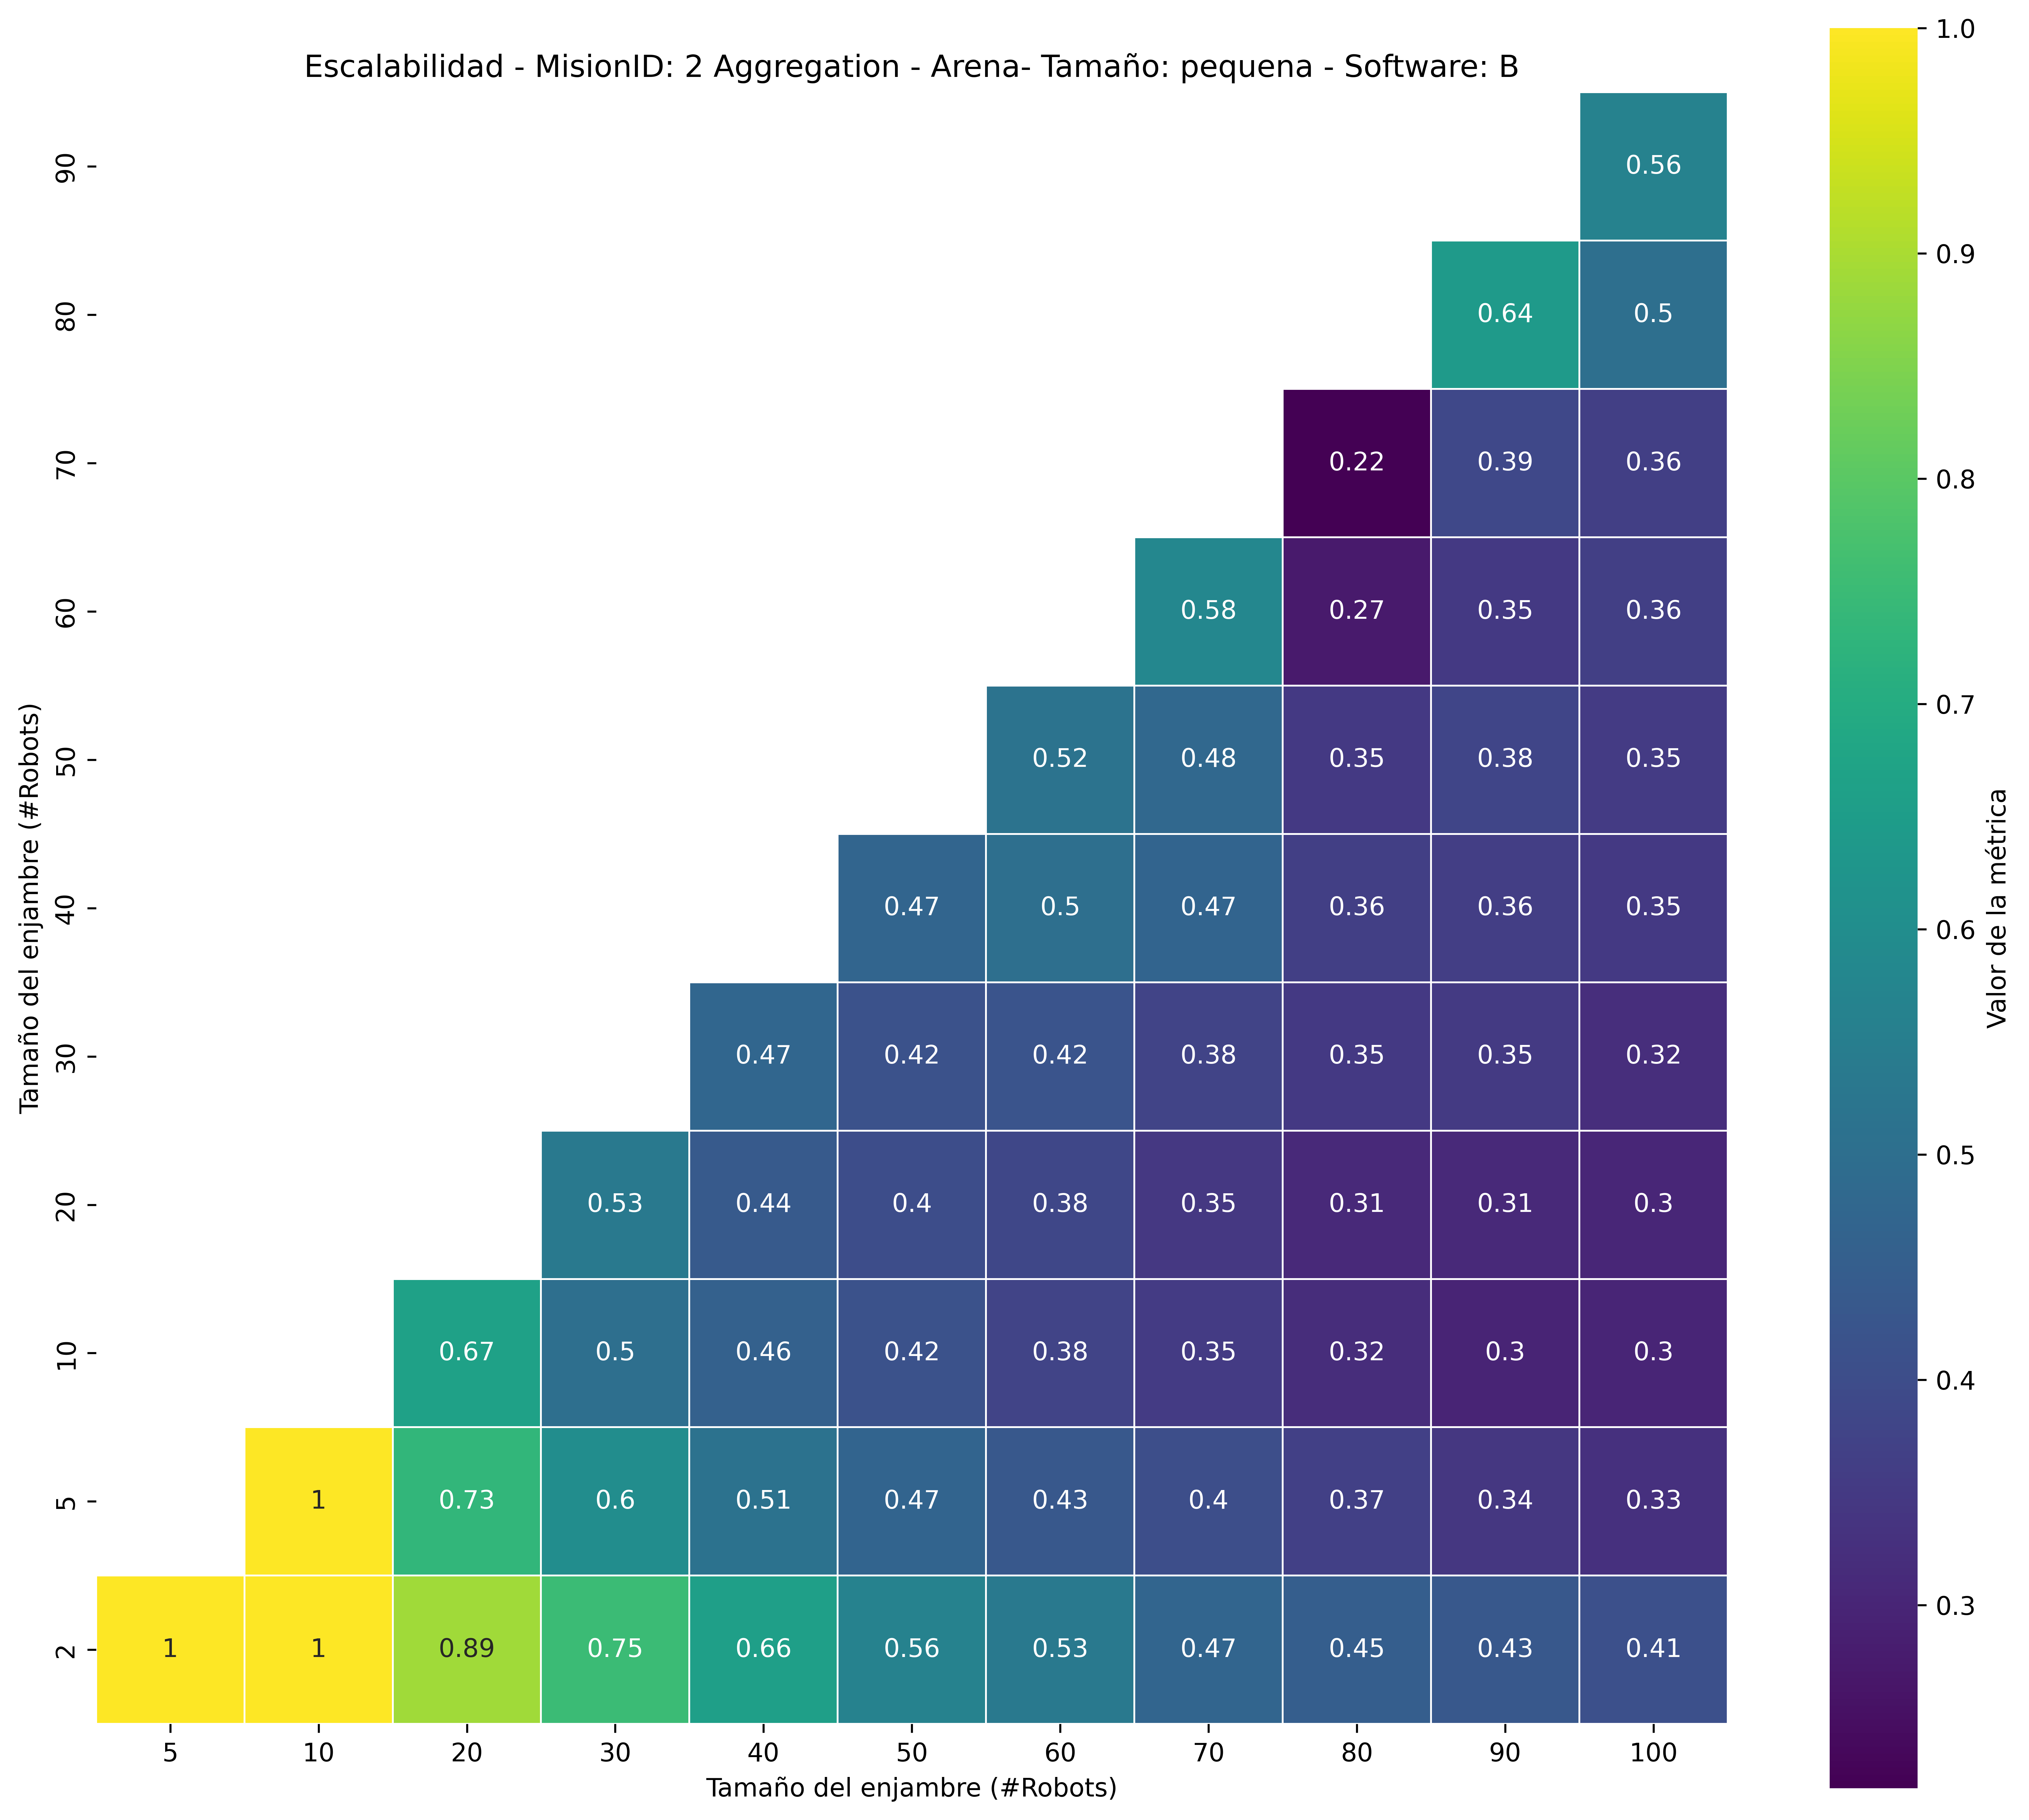 Escalabilidad - MisionID: 2 Aggregation - Arena- Tamaño: pequena - Software: B
Tamaño del enjambre (#Robots)
90 0.56
80 0.64 0.5
70 0.22 0.39 0.36
60 0.58 0.27 0.35 0.36
50 0.52 0.48 0.35 0.38 0.35
40 0.47 0.5 0.47 0.36 0.36 0.35
30 0.47 0.42 0.42 0.38 0.35 0.35 0.32
20 0.53 0.44 0.4 0.38 0.35 0.31 0.31 0.3
10 0.67 0.5 0.46 0.42 0.38 0.35 0.32 0.3 0.3
5 1 0.73 0.6 0.51 0.47 0.43 0.4 0.37 0.34 0.33
2 1 1 0.89 0.75 0.66 0.56 0.53 0.47 0.45 0.43 0.41
5 10 20 30 40 50 60 70 80 90 100
Tamaño del enjambre (#Robots)
1.0
0.9
0.8
0.7
0.6
0.5
0.4
0.3
Valor de la métrica